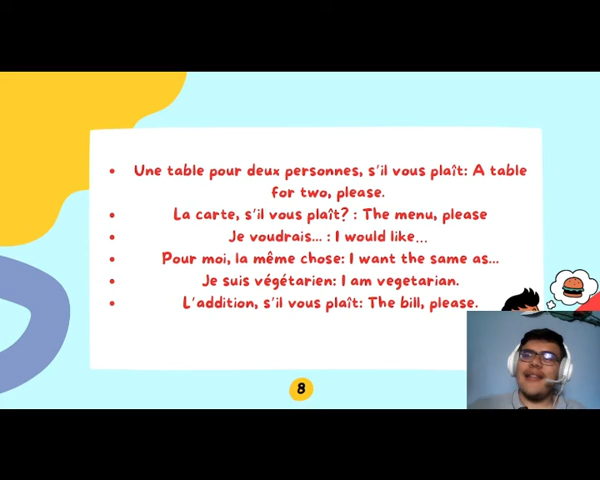 • Une table pour deux personnes, s'il vous plaît: A table
for two, please.
• La carte, s'il vous plaît? : The menu, please
• Je voudrais... : I would like...
• Pour moi, la même chose: I want the same as...
• Je suis végétarien: I am vegetarian.
• L'addition, s'il vous plaît: The bill, please.
8